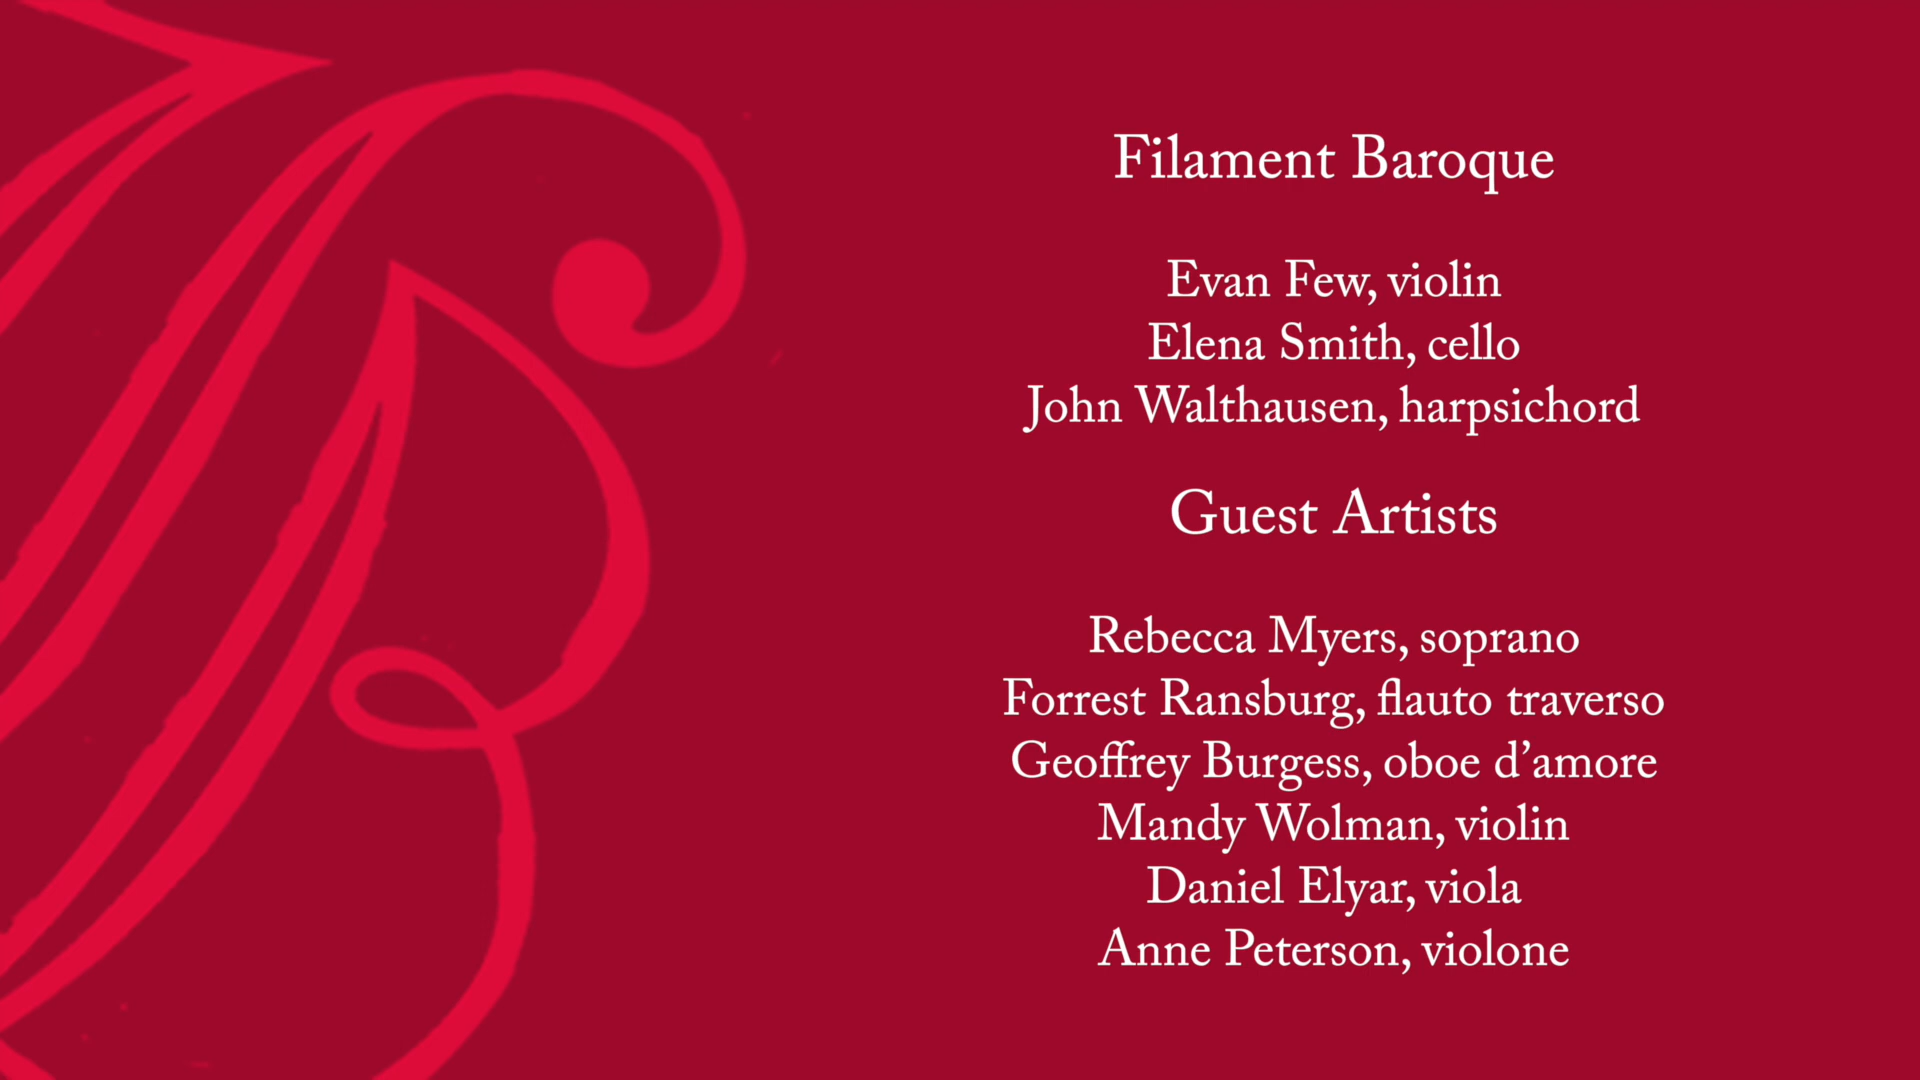 Filament Baroque
Evan Few, violin
Elena Smith, cello
John Walthausen, harpsichord
Guest Artists
Rebecca Myers, soprano
Forrest Ransburg, flauto traverso
Geoffrey Burgess, oboe d’amore
Mandy Wolman, violin
Daniel Elyar, viola
Anne Peterson, violone